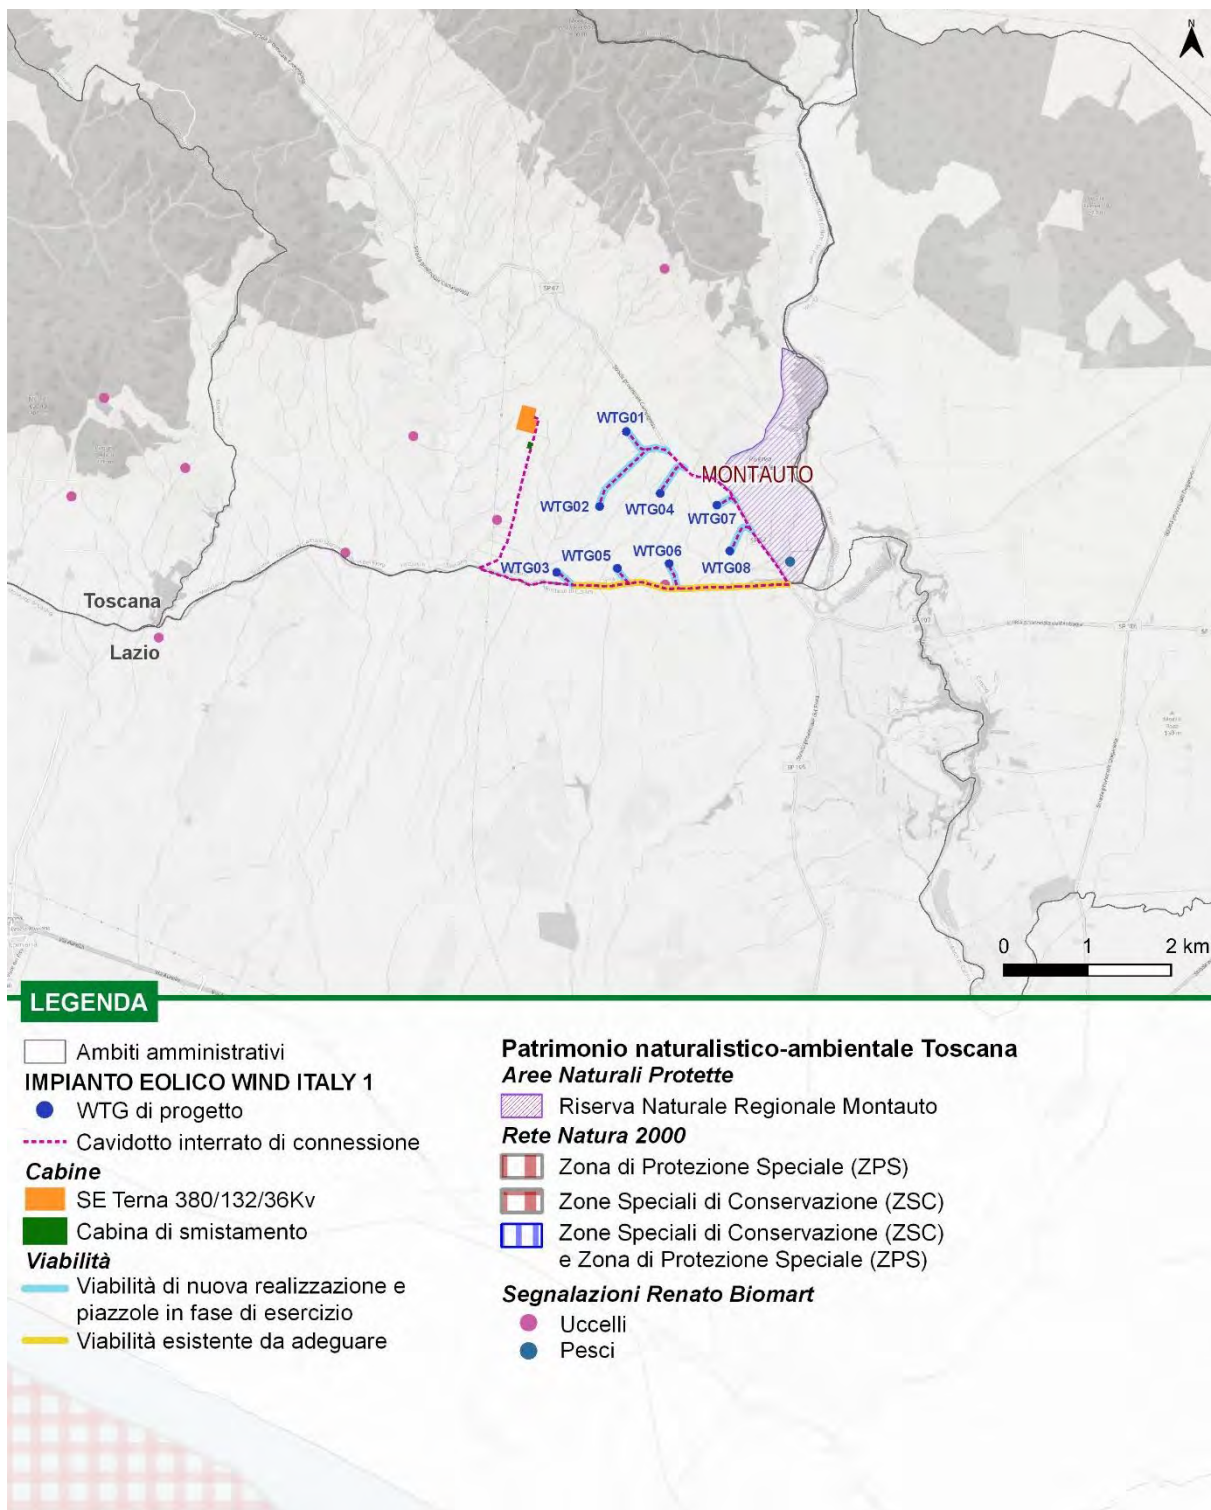 N
SP 67
WTG01
MONTAUTO
WTG02
WTG04
WTG07
WTG03
WTG05
WTG06
WTG08
Toscana
Lazio
0 1 2 km
LEGENDA
Ambiti amministrativi
IMPIANTO EOLICO WIND ITALY 1
WTG di progetto
Cavidotto interrato di connessione
Cabine
SE Terna 380/132/36Kv
Cabina di smistamento
Viabilità
Viabilità di nuova realizzazione e
piazzole in fase di esercizio
Viabilità esistente da adeguare
Patrimonio naturalistico-ambientale Toscana
Aree Naturali Protette
Riserva Naturale Regionale Montauto
Rete Natura 2000
Zona di Protezione Speciale (ZPS)
Zone Speciali di Conservazione (ZSC)
Zone Speciali di Conservazione (ZSC)
e Zona di Protezione Speciale (ZPS)
Segnalazioni Renato Biomart
Uccelli
Pesci